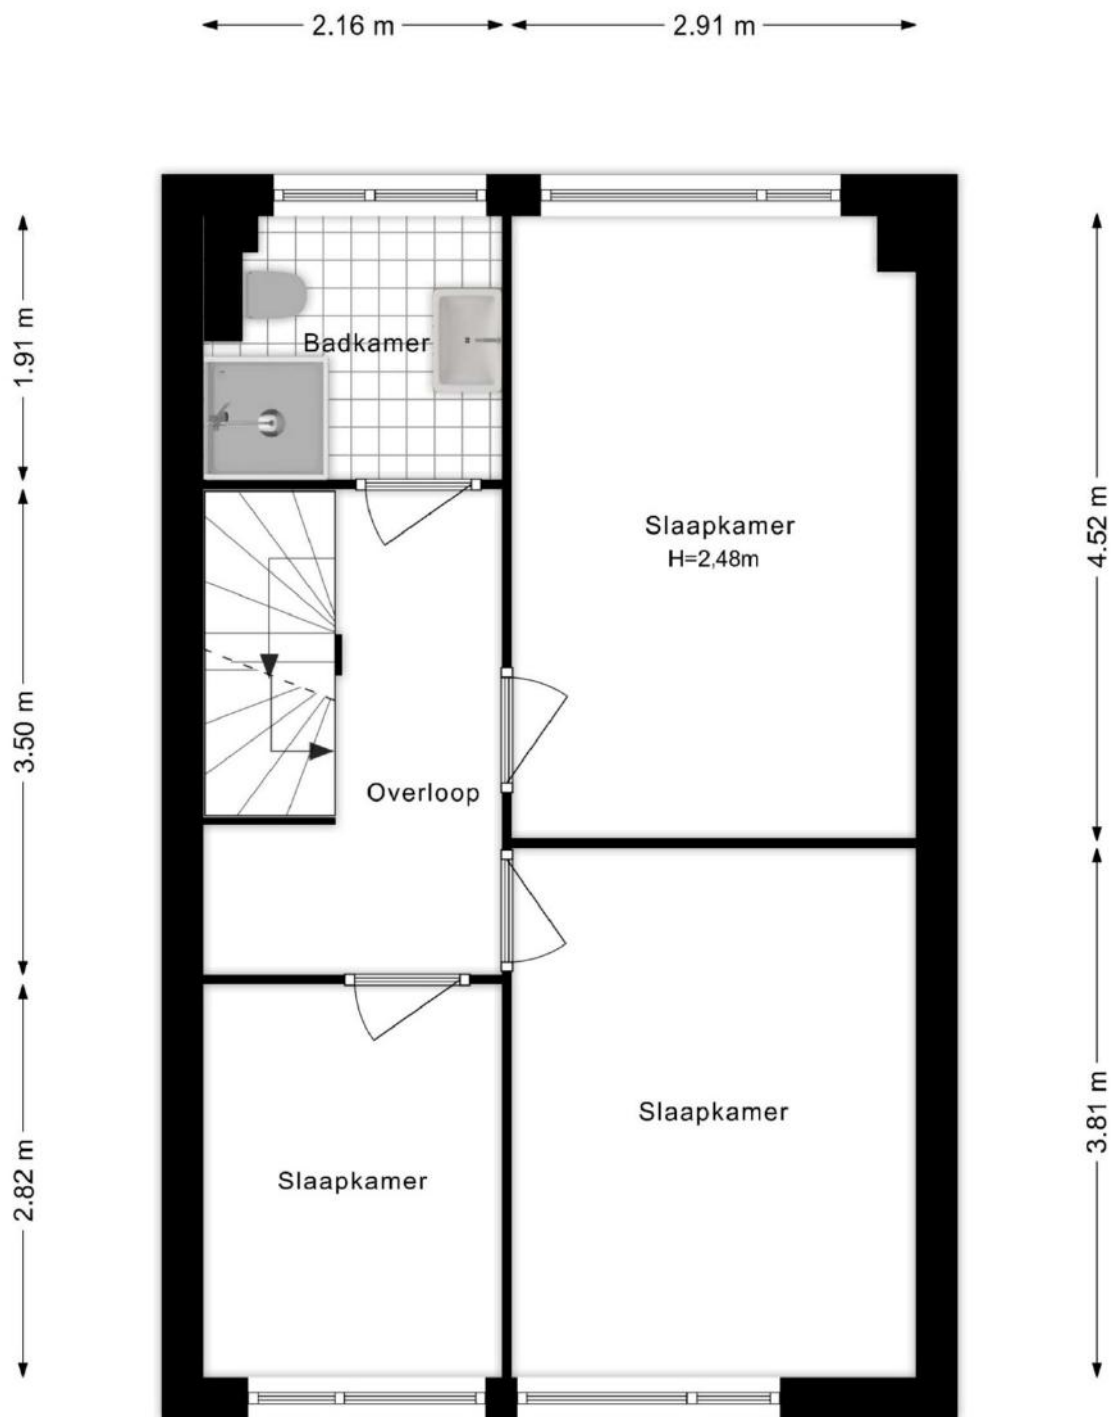 2.16 m
2.91 m
1.91 m
Badkamer
Slaapkamer
H=2,48m
4.52 m
3.50 m
Overloop
Slaapkamer
3.81 m
Slaapkamer
2.82 m